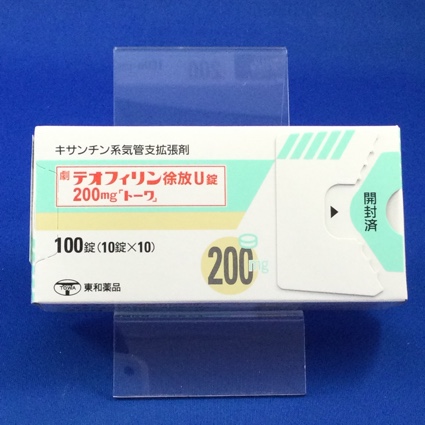 キサンチン系気管支拡張剤
劇 テオフィリン徐放U錠
200mg「トーワ」
100錠(10錠×10)
200mg
TOWA 東和薬品
開封済